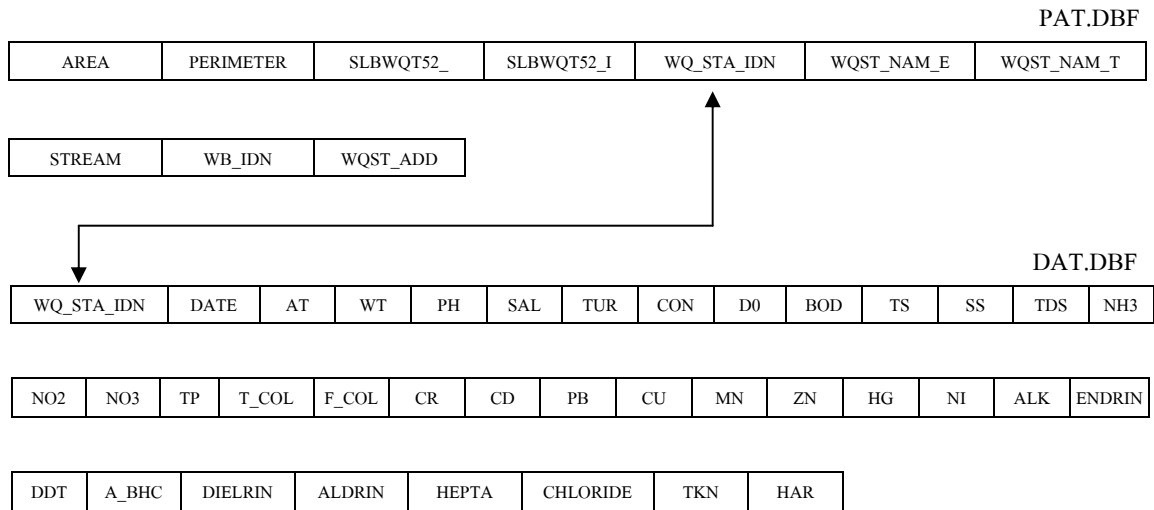 PAT.DBF
AREA PERIMETER SLBWQT52_ SLBWQT52_I WQ_STA_IDN WQST_NAM_E WQST_NAM_T
STREAM WB_IDN WQST_ADD
DAT.DBF
WQ_STA_IDN DATE AT WT PH SAL TUR CON D0 BOD TS SS TDS NH3
NO2 NO3 TP T_COL F_COL CR CD PB CU MN ZN HG NI ALK ENDRIN
DDT A_BHC DIELRIN ALDRIN HEPTA CHLORIDE TKN HAR